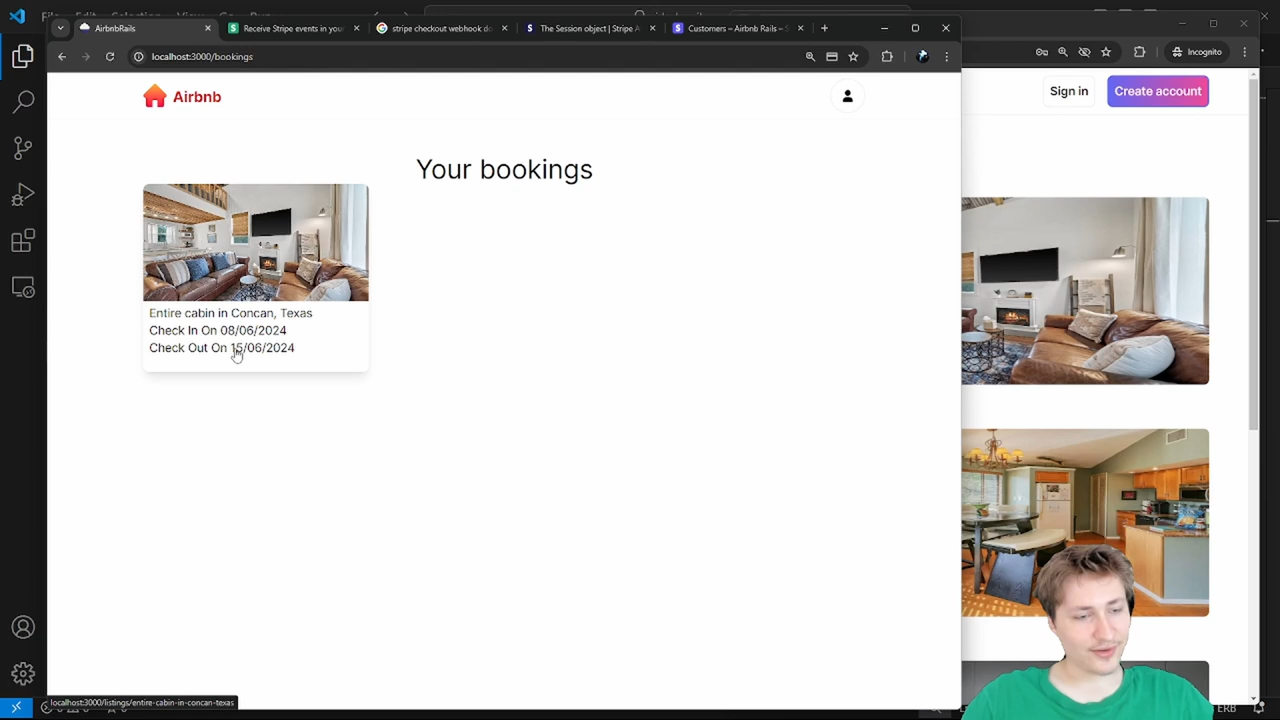 AirbnbRails
Receive Stripe events in your
stripe checkout webhook do
The Session object | Stripe A
Customers – Airbnb Rails – S
localhost:3000/bookings
Incognito
Airbnb
Sign in
Create account
Your bookings
Entire cabin in Concan, Texas
Check In On 08/06/2024
Check Out On 15/06/2024
localhost:3000/listings/entire-cabin-in-concan-texas
ERB